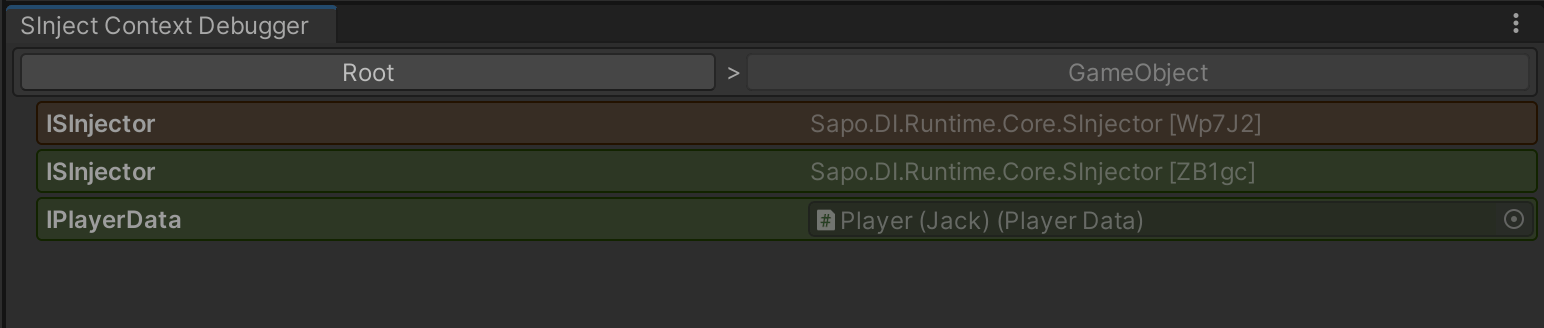 SInject Context Debugger
Root > GameObject
ISInjector Sapo.DI.Runtime.Core.SInjector [Wp7J2]
ISInjector Sapo.DI.Runtime.Core.SInjector [ZB1gc]
IPlayerData # Player (Jack) (Player Data)